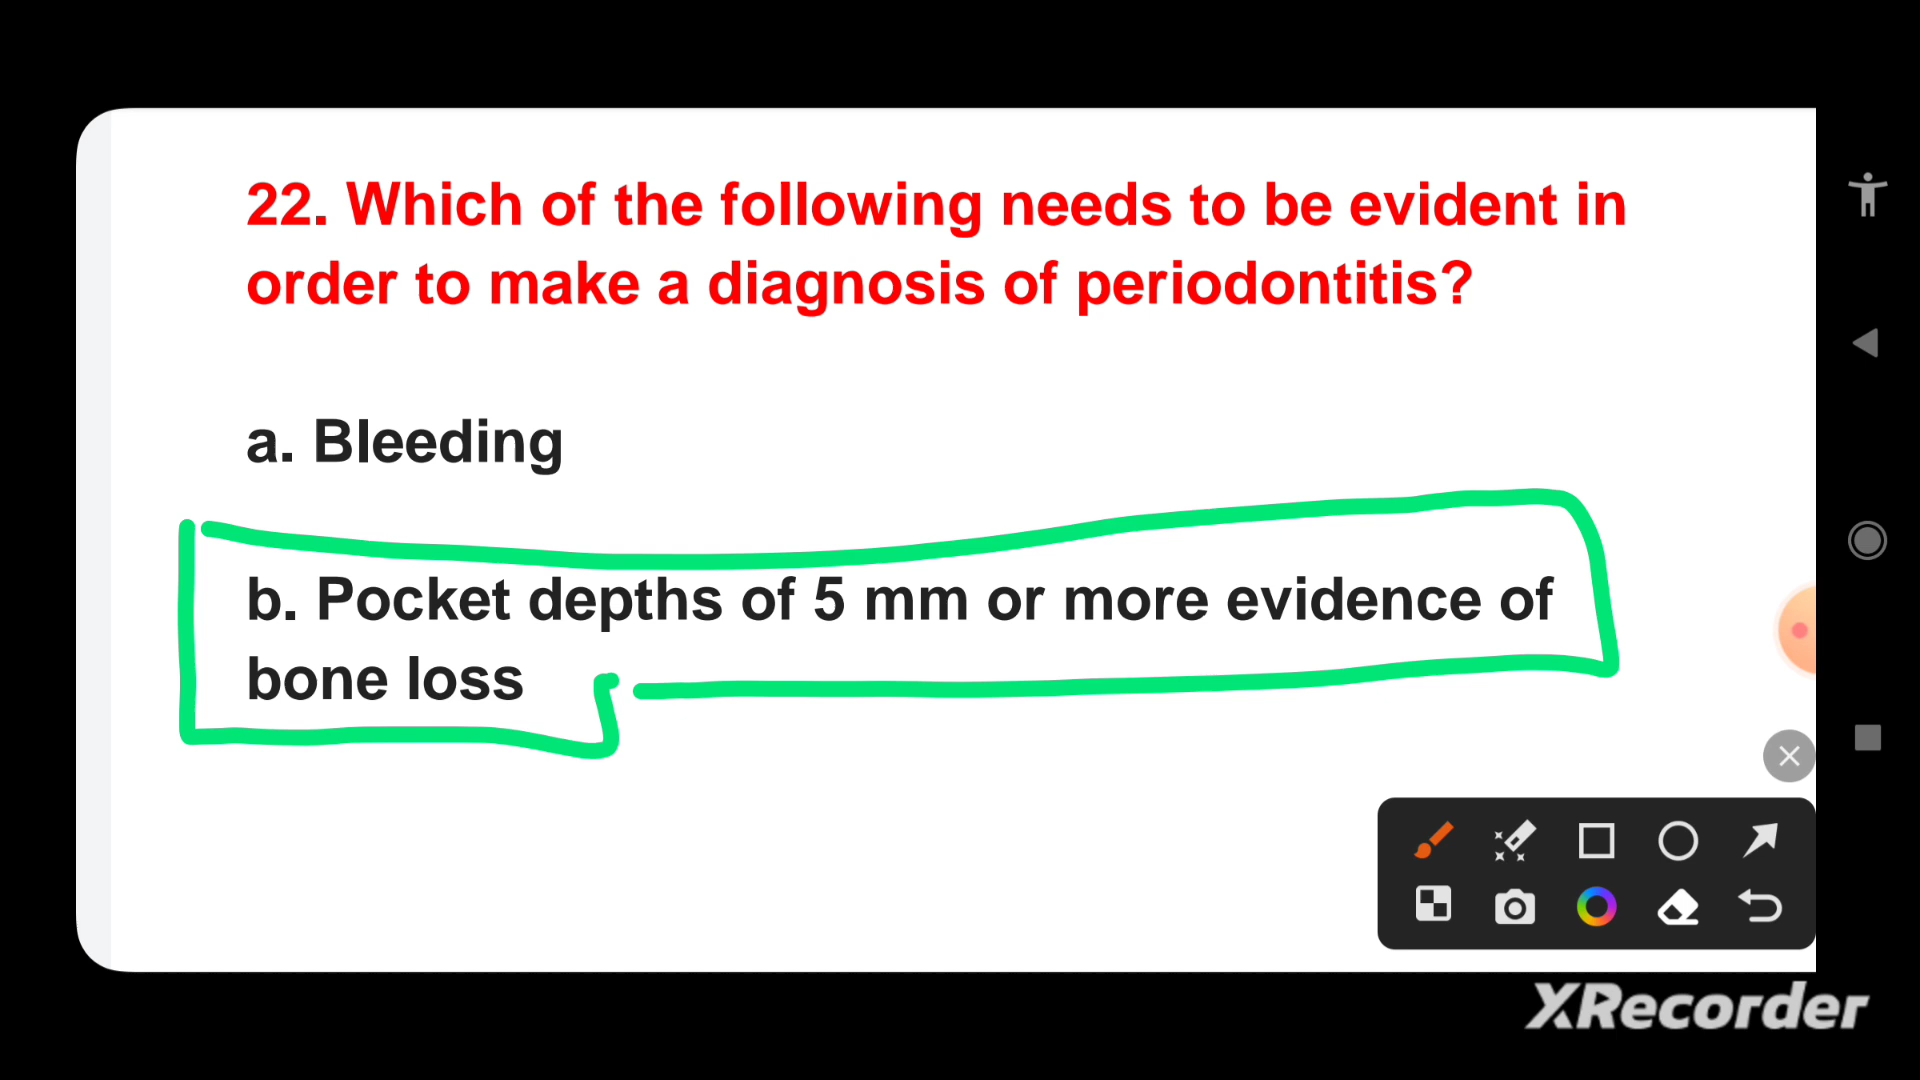 22. Which of the following needs to be evident in
order to make a diagnosis of periodontitis?
a. Bleeding
b. Pocket depths of 5 mm or more evidence of
bone loss
XRecorder